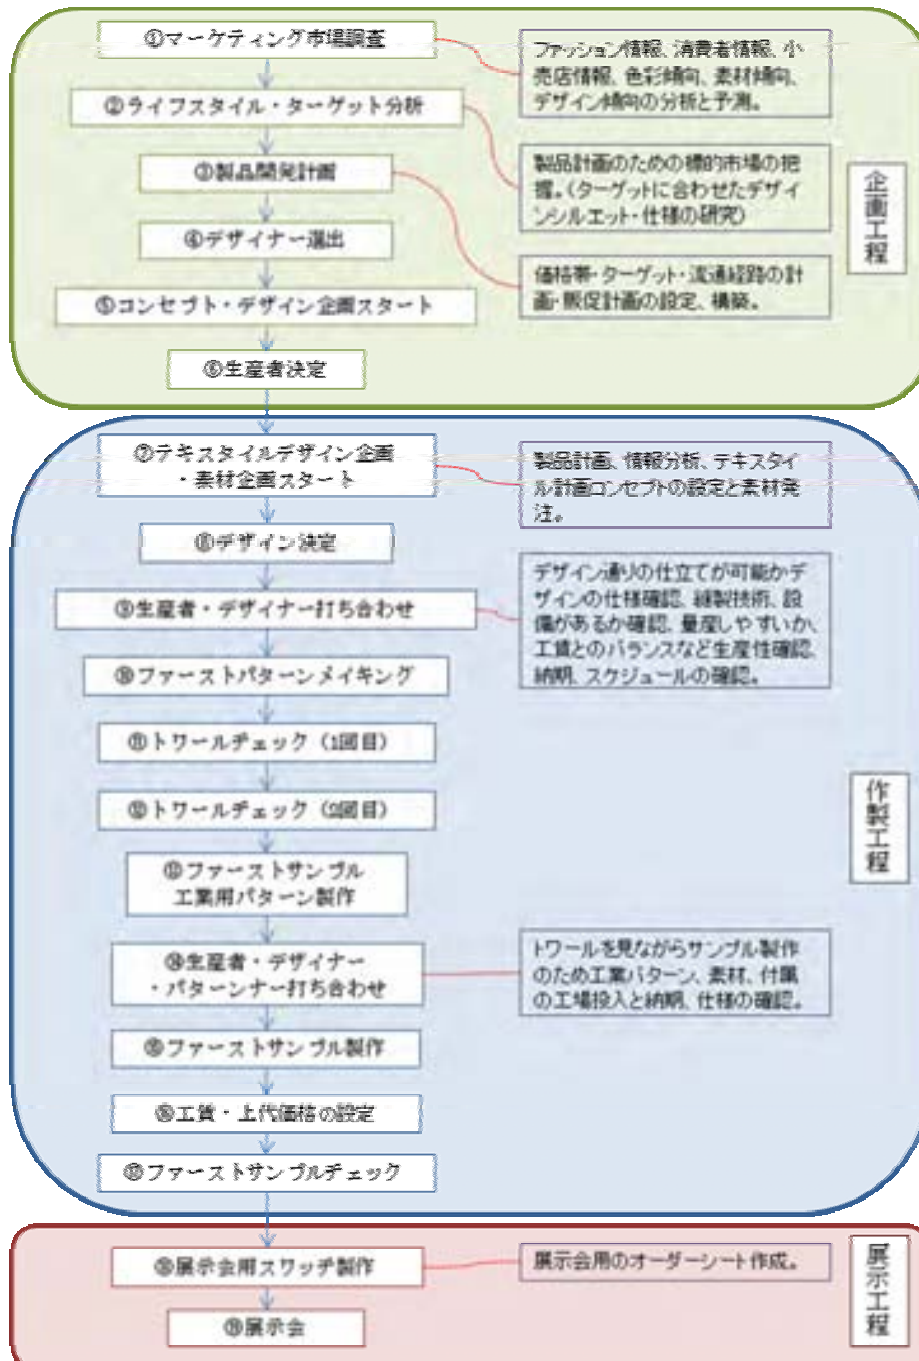 ①マーケティング市場調査
ファッション情報、消費者情報、小
売店情報、色彩傾向、素材傾向、
デザイン傾向の分析と予測。
②ライフスタイル・ターゲット分析
製品計画のための標的市場の把
握。(ターゲットに合わせたデザイ
ンシルエット・仕様の研究)
③製品開発計画
価格帯・ターゲット・流通経路の計
画・販促計画の設定、構築。
④デザイナー選出
⑤コンセプト・デザイン企画スタート
⑥生産者決定
企画工程
⑦テキスタイルデザイン企画
・素材企画スタート
製品計画、情報分析、テキスタイ
ル計画コンセプトの設定と素材発
注。
⑧デザイン決定
⑨生産者・デザイナー打ち合わせ
デザイン通りの仕立てが可能かデ
ザインの仕様確認、縫製技術、設
備があるか確認、量産しやすいか、
工賃とのバランスなど生産性確認、
納期、スケジュールの確認。
⑩ファーストパターンメイキング
⑪トワールチェック(1回目)
⑫トワールチェック(2回目)
⑬ファーストサンプル
工業用パターン製作
⑭生産者・デザイナー
・パターンナー打ち合わせ
トワールを見ながらサンプル製作
のため工業パターン、素材、付属
の工場投入と納期、仕様の確認。
⑮ファーストサンプル製作
⑯工賃・上代価格の設定
⑰ファーストサンプルチェック
作製工程
⑱展示会用スワッチ製作
展示会用のオーダーシート作成。
⑲展示会
展示工程